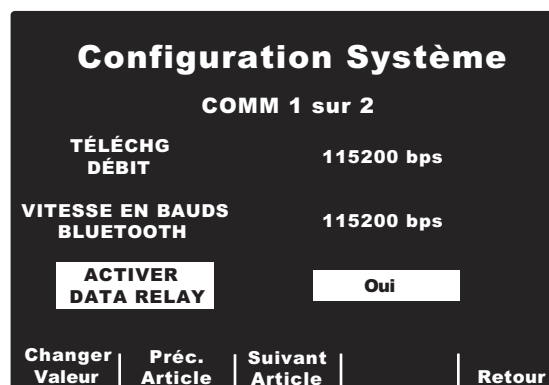 Configuration Système
COMM 1 sur 2
TÉLÉCHG
DÉBIT
115200 bps
VITESSE EN BAUDS
BLUETOOTH
115200 bps
ACTIVER
DATA RELAY
Oui
Changer
Valeur
Préc.
Article
Suivant
Article
Retour